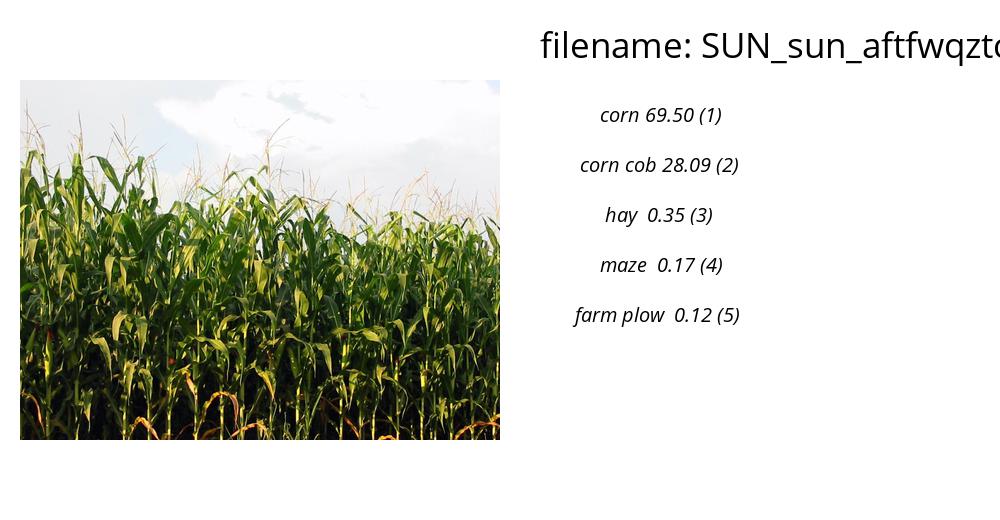 filename: SUN_sun_aftfwqzt
corn 69.50 (1)
corn cob 28.09 (2)
hay 0.35 (3)
maze 0.17 (4)
farm plow 0.12 (5)